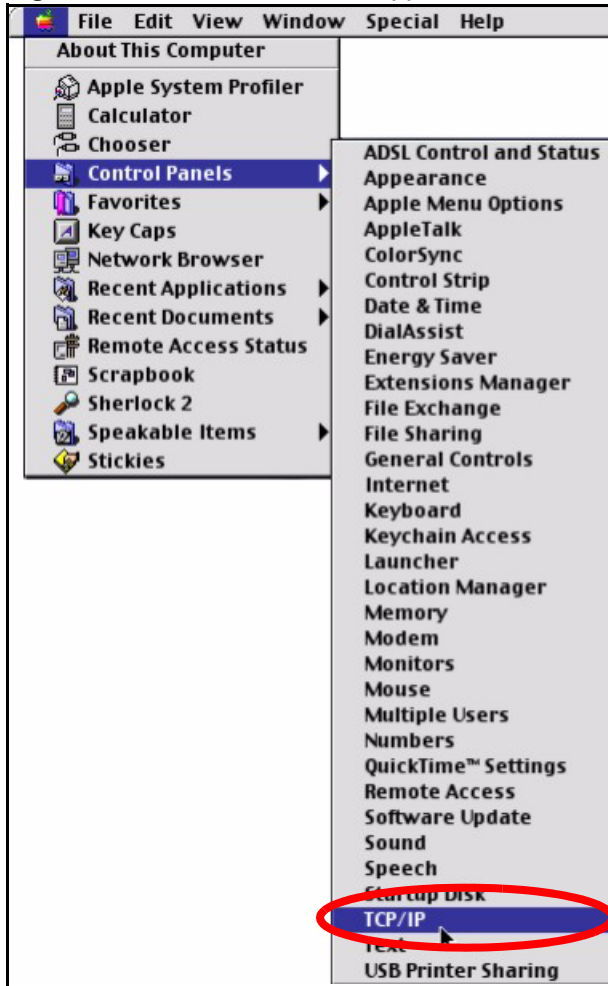 File Edit View Window Special Help
About This Computer
Apple System Profiler
Calculator
Chooser
Control Panels
Favorites
Key Caps
Network Browser
Recent Applications
Recent Documents
Remote Access Status
Scrapbook
Sherlock 2
Speakable Items
Stickies
ADSL Control and Status
Appearance
Apple Menu Options
AppleTalk
ColorSync
Control Strip
Date & Time
DialAssist
Energy Saver
Extensions Manager
File Exchange
File Sharing
General Controls
Internet
Keyboard
Keychain Access
Launcher
Location Manager
Memory
Modem
Monitors
Mouse
Multiple Users
Numbers
QuickTime™ Settings
Remote Access
Software Update
Sound
Speech
Startup Disk
TCP/IP
Text
USB Printer Sharing